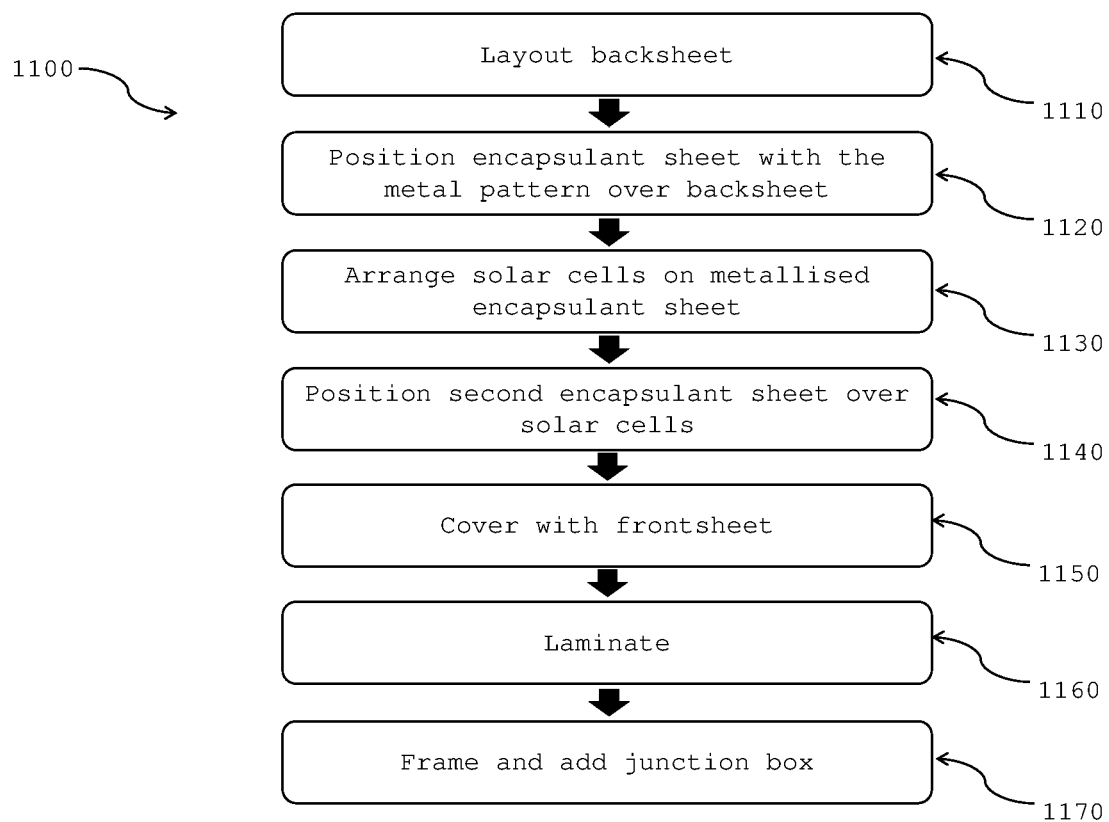 1100
Layout backsheet
1110
Position encapsulant sheet with the
metal pattern over backsheet
1120
Arrange solar cells on metallised
encapsulant sheet
1130
Position second encapsulant sheet over
solar cells
1140
Cover with frontsheet
1150
Laminate
1160
Frame and add junction box
1170